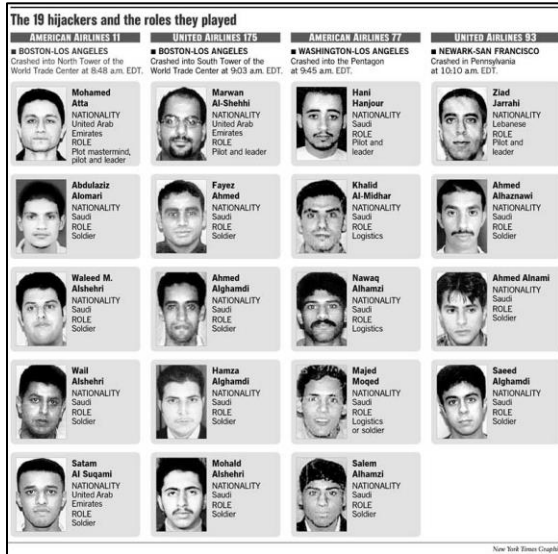 The 19 hijackers and the roles they played
AMERICAN AIRLINES 11
■ BOSTON-LOS ANGELES
Crashed into North Tower of the
World Trade Center at 8:48 a.m. EDT.
Mohamed
Atta
NATIONALITY
United Arab
Emirates
ROLE
Plot mastermind,
pilot and leader
Abdulaziz
Alomari
NATIONALITY
Saudi
ROLE
Soldier
Waleed M.
Alshehri
NATIONALITY
Saudi
ROLE
Soldier
Wail
Alshehri
NATIONALITY
Saudi
ROLE
Soldier
Satam
Al Suqami
NATIONALITY
United Arab
Emirates
ROLE
Soldier
UNITED AIRLINES 175
■ BOSTON-LOS ANGELES
Crashed into South Tower of the
World Trade Center at 9:03 a.m. EDT.
Marwan
Al-Shehhi
NATIONALITY
United Arab
Emirates
ROLE
Pilot and leader
Fayez
Ahmed
NATIONALITY
Saudi
ROLE
Soldier
Ahmed
Alghamdi
NATIONALITY
Saudi
ROLE
Soldier
Hamza
Alghamdi
NATIONALITY
Saudi
ROLE
Soldier
Mohald
Alshehri
NATIONALITY
Saudi
ROLE
Soldier
AMERICAN AIRLINES 77
■ WASHINGTON-LOS ANGELES
Crashed into the Pentagon
at 9:45 a.m. EDT.
Hani
Hanjour
NATIONALITY
Saudi
ROLE
Pilot and
leader
Khalid
Al-Midhar
NATIONALITY
Saudi
ROLE
Logistics
Nawaq
Alhamzi
NATIONALITY
Saudi
ROLE
Logistics
Majed
Moqed
NATIONALITY
Saudi
ROLE
Logistics
or soldier
Salem
Alhamzi
NATIONALITY
Saudi
ROLE
Soldier
UNITED AIRLINES 93
■ NEWARK-SAN FRANCISCO
Crashed in Pennsylvania
at 10:10 a.m. EDT.
Ziad
Jarrahi
NATIONALITY
Lebanese
ROLE
Pilot and
leader
Ahmed
Alhaznawi
NATIONALITY
Saudi
ROLE
Soldier
Ahmed Alnami
NATIONALITY
Saudi
ROLE
Soldier
Saeed
Alghamdi
NATIONALITY
Saudi
ROLE
Soldier
New York Times Graphic